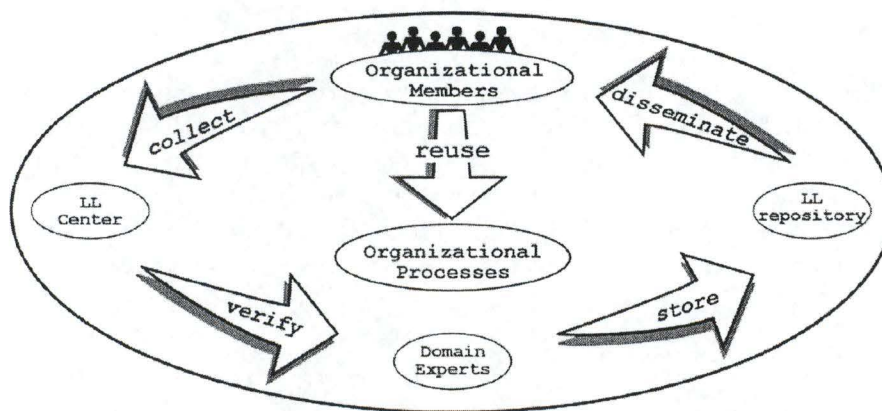 Organizational
Members
collect
disseminate
reuse
LL
Center
LL
repository
Organizational
Processes
verify
store
Domain
Experts